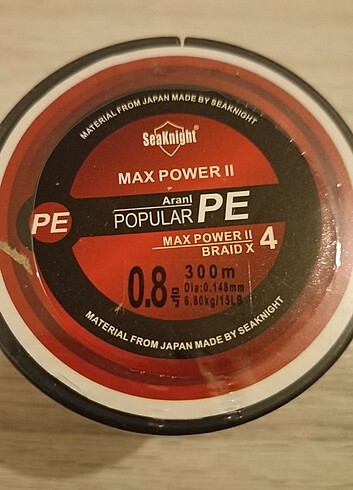 MATERIAL FROM JAPAN MADE BY SEAKNIGHT
SeaKnight
MAX POWER II
Arani
POPULAR PE
PE
MAX POWER II
BRAID X 4
300m
0.8
Dia:0.148mm
6.80kg/15LB
MATERIAL FROM JAPAN MADE BY SEAKNIGHT